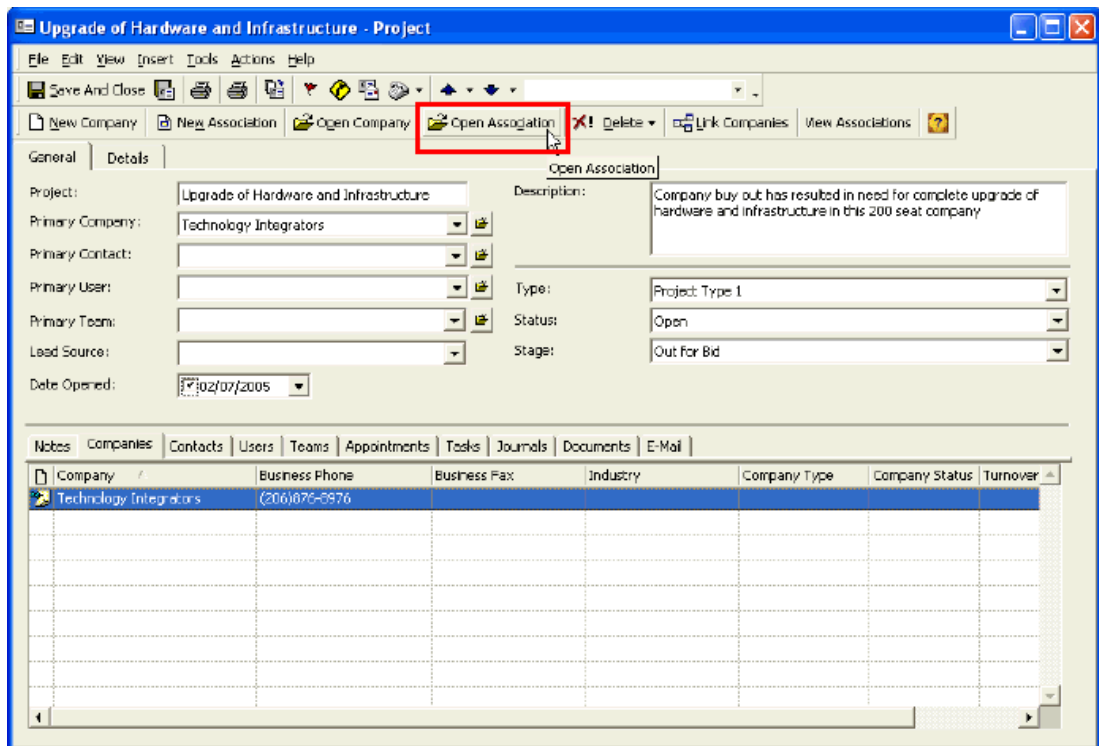 Upgrade of Hardware and Infrastructure - Project
File Edit View Insert Tools Actions Help
Save And Close
New Company New Association Open Company Open Association Delete Link Companies View Associations
Open Association
General Details
Project: Upgrade of Hardware and Infrastructure Description: Company buy out has resulted in need for complete upgrade of
hardware and infrastructure in this 200 seat company
Primary Company: Technology Integrators
Primary Contact:
Primary User: Type: Project Type 1
Primary Team: Status: Open
Lead Source: Stage: Out for Bid
Date Opened: 02/07/2005
Notes Companies Contacts Users Teams Appointments Tasks Journals Documents E-Mail
Company Business Phone Business Fax Industry Company Type Company Status Turnover
Technology Integrators (206)876-8976